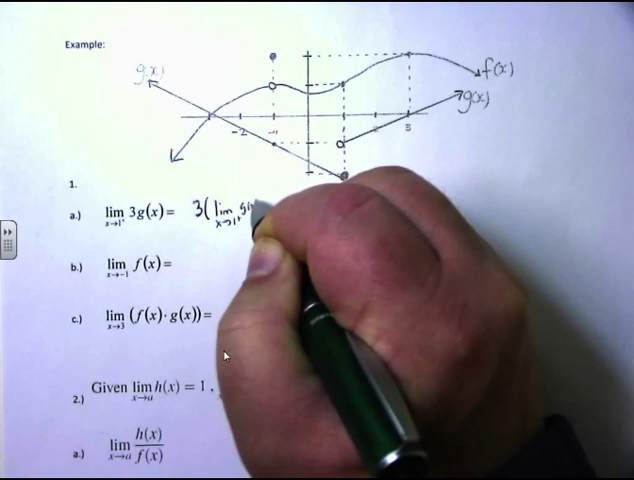 Example:
g(x)
f(x)
g(x)
-2
3
1.
a.) lim 3g(x) = 3( lim g(
x→1⁺ x→1⁺
b.) lim f(x) =
x→-1
c.) lim (f(x)·g(x)) =
x→3
2.) Given lim h(x) = 1 ,
x→a
a.) lim h(x)/f(x)
x→a